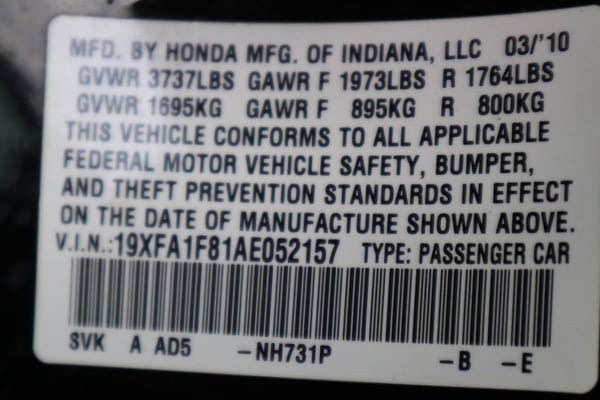 MFD. BY HONDA MFG. OF INDIANA, LLC 03/'10
GVWR 3737LBS GAWR F 1973LBS R 1764LBS
GVWR 1695KG GAWR F 895KG R 800KG
THIS VEHICLE CONFORMS TO ALL APPLICABLE
FEDERAL MOTOR VEHICLE SAFETY, BUMPER,
AND THEFT PREVENTION STANDARDS IN EFFECT
ON THE DATE OF MANUFACTURE SHOWN ABOVE.
V.I.N.:19XFA1F81AE052157 TYPE: PASSENGER CAR
SVK A AD5 -NH731P -B -E